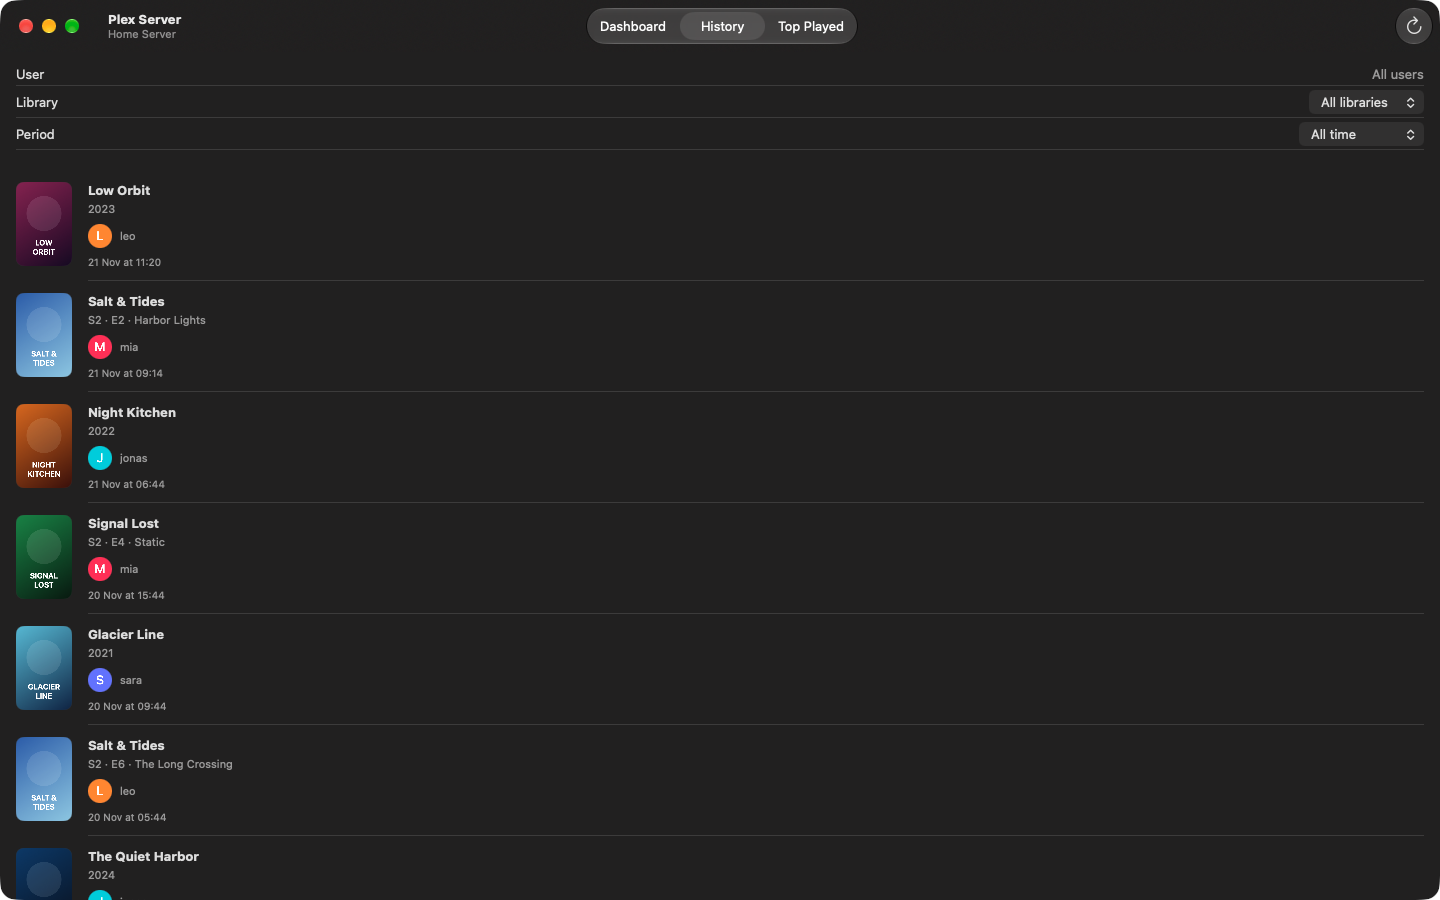 Plex Server
Home Server
Dashboard
History
Top Played
User
All users
Library
All libraries
Period
All time
LOW
ORBIT
Low Orbit
2023
L
leo
21 Nov at 11:20
SALT &
TIDES
Salt & Tides
S2 · E2 · Harbor Lights
M
mia
21 Nov at 09:14
NIGHT
KITCHEN
Night Kitchen
2022
J
jonas
21 Nov at 06:44
SIGNAL
LOST
Signal Lost
S2 · E4 · Static
M
mia
20 Nov at 15:44
GLACIER
LINE
Glacier Line
2021
S
sara
20 Nov at 09:44
SALT &
TIDES
Salt & Tides
S2 · E6 · The Long Crossing
L
leo
20 Nov at 05:44
The Quiet Harbor
2024